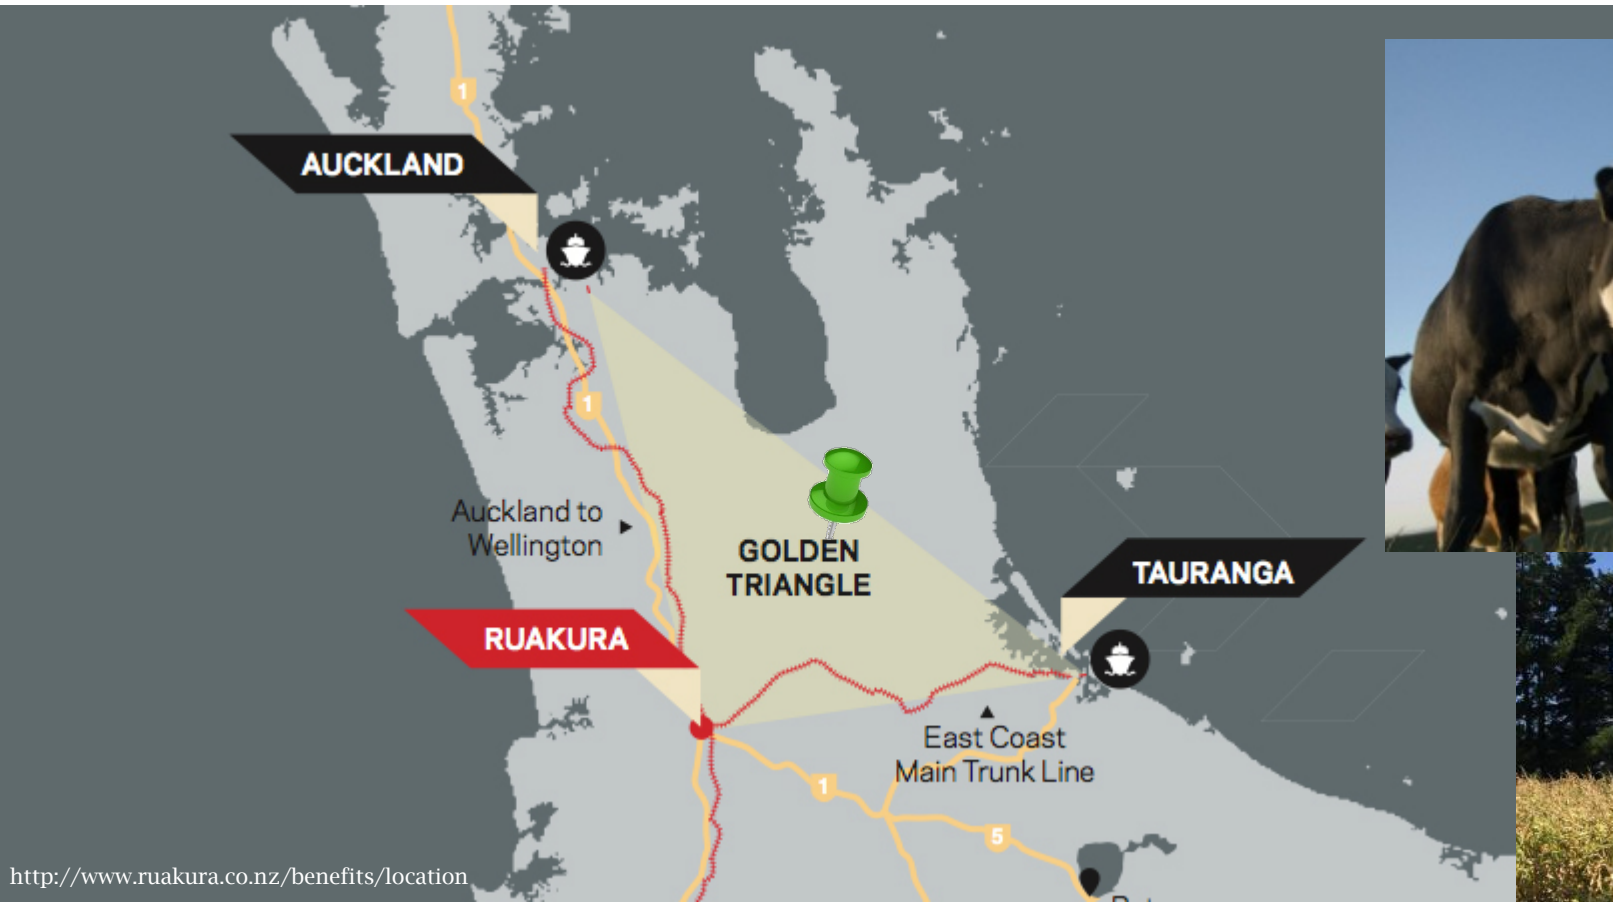 1
AUCKLAND
1
Auckland to
Wellington
GOLDEN
TRIANGLE
TAURANGA
RUAKURA
East Coast
Main Trunk Line
1
5
http://www.ruakura.co.nz/benefits/location